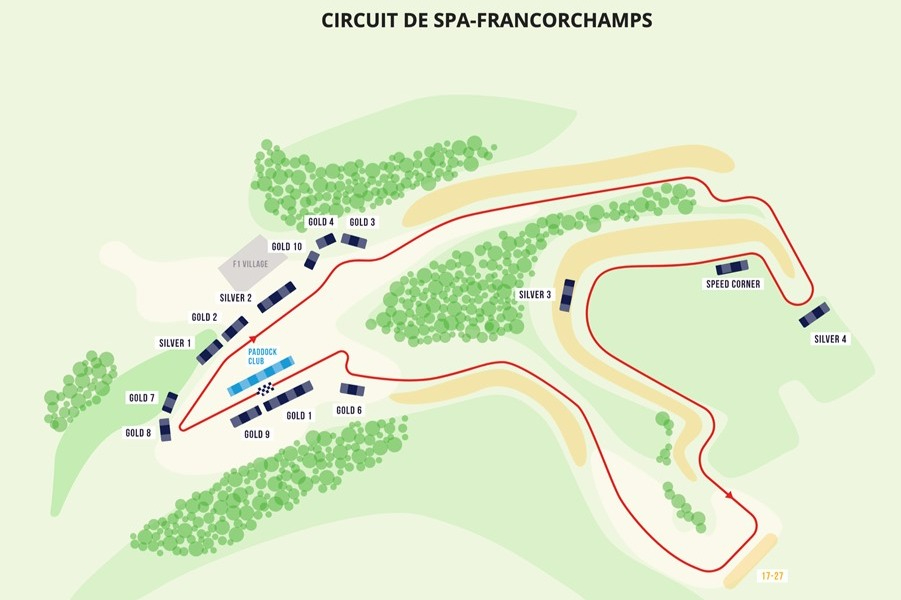 CIRCUIT DE SPA-FRANCORCHAMPS
GOLD 4
GOLD 3
GOLD 10
F1 VILLAGE
SILVER 2
GOLD 2
SILVER 1
SILVER 3
SPEED CORNER
SILVER 4
PADDOCK
CLUB
GOLD 7
GOLD 8
GOLD 6
GOLD 1
GOLD 9
17-27